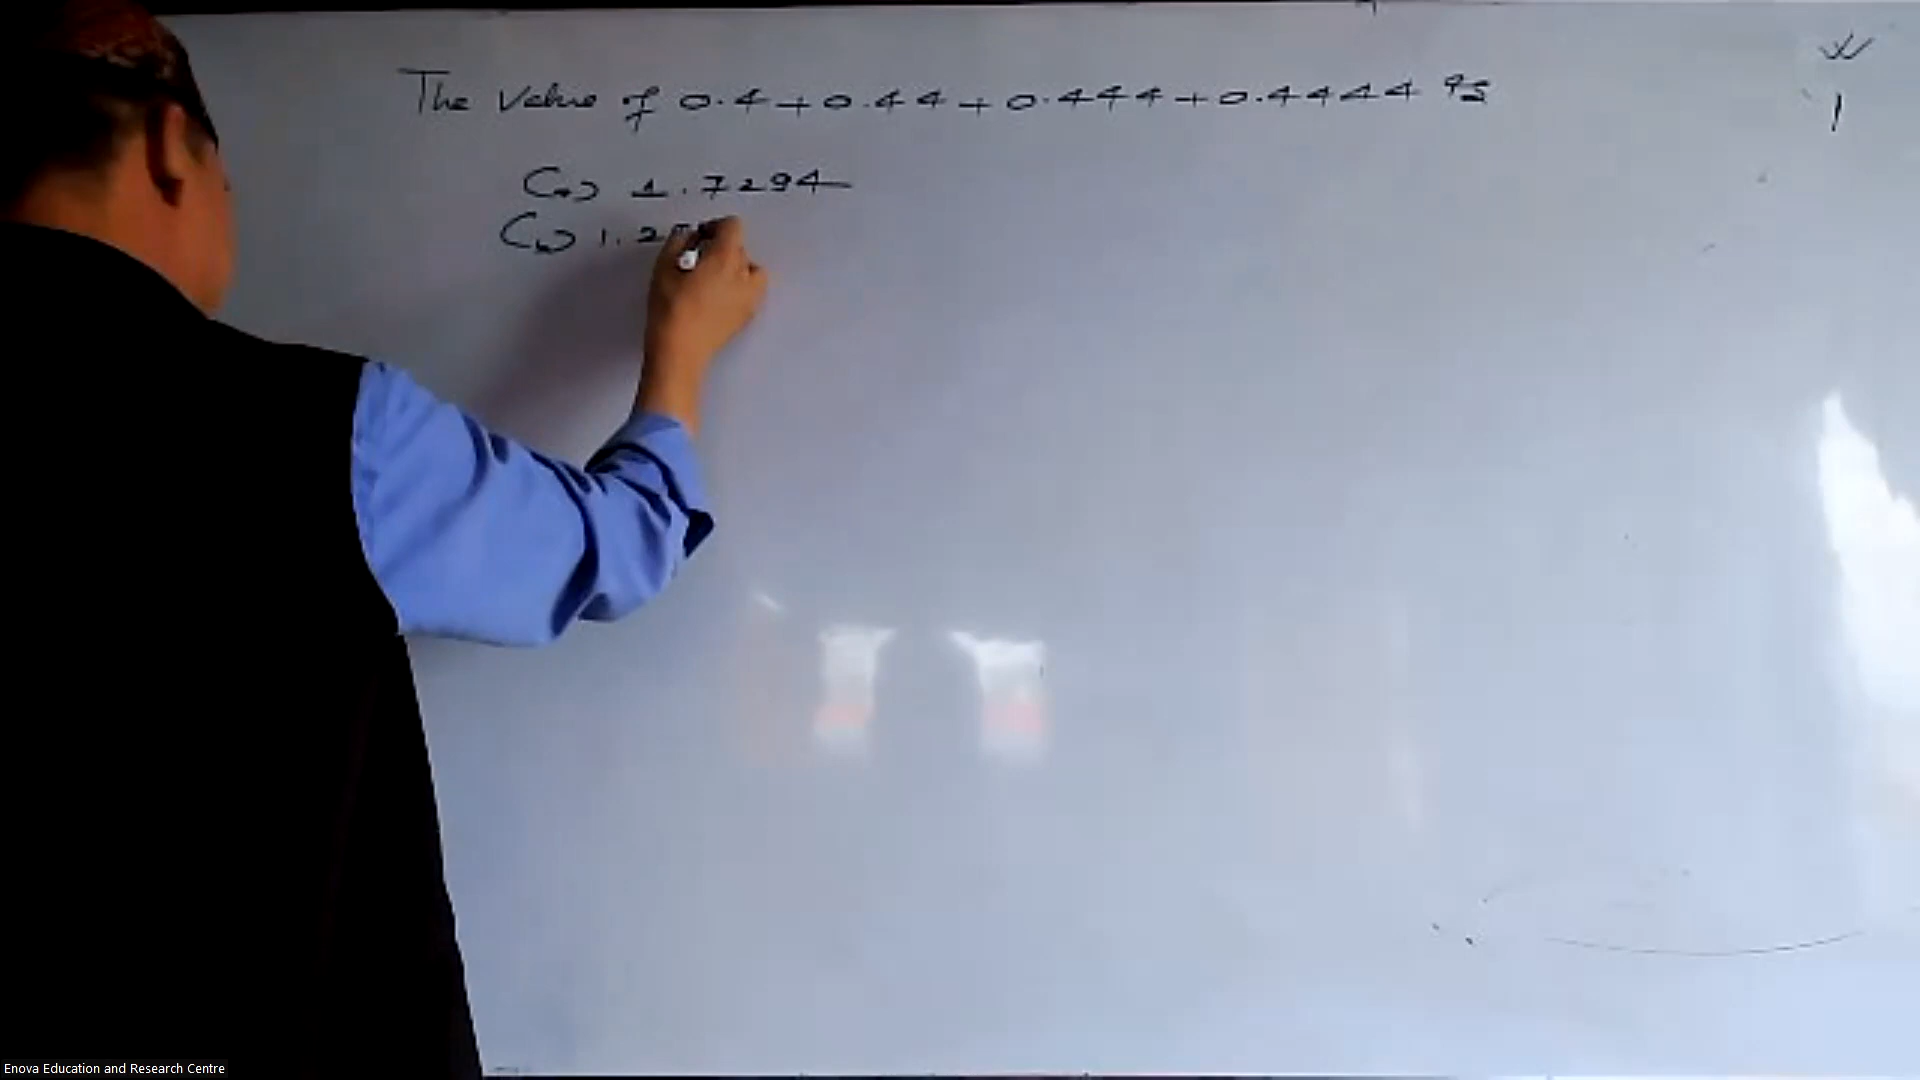 The value of 0.4 + 0.44 + 0.444 + 0.4444 is
(a) 1.7294
(b) 1.2
Enova Education and Research Centre